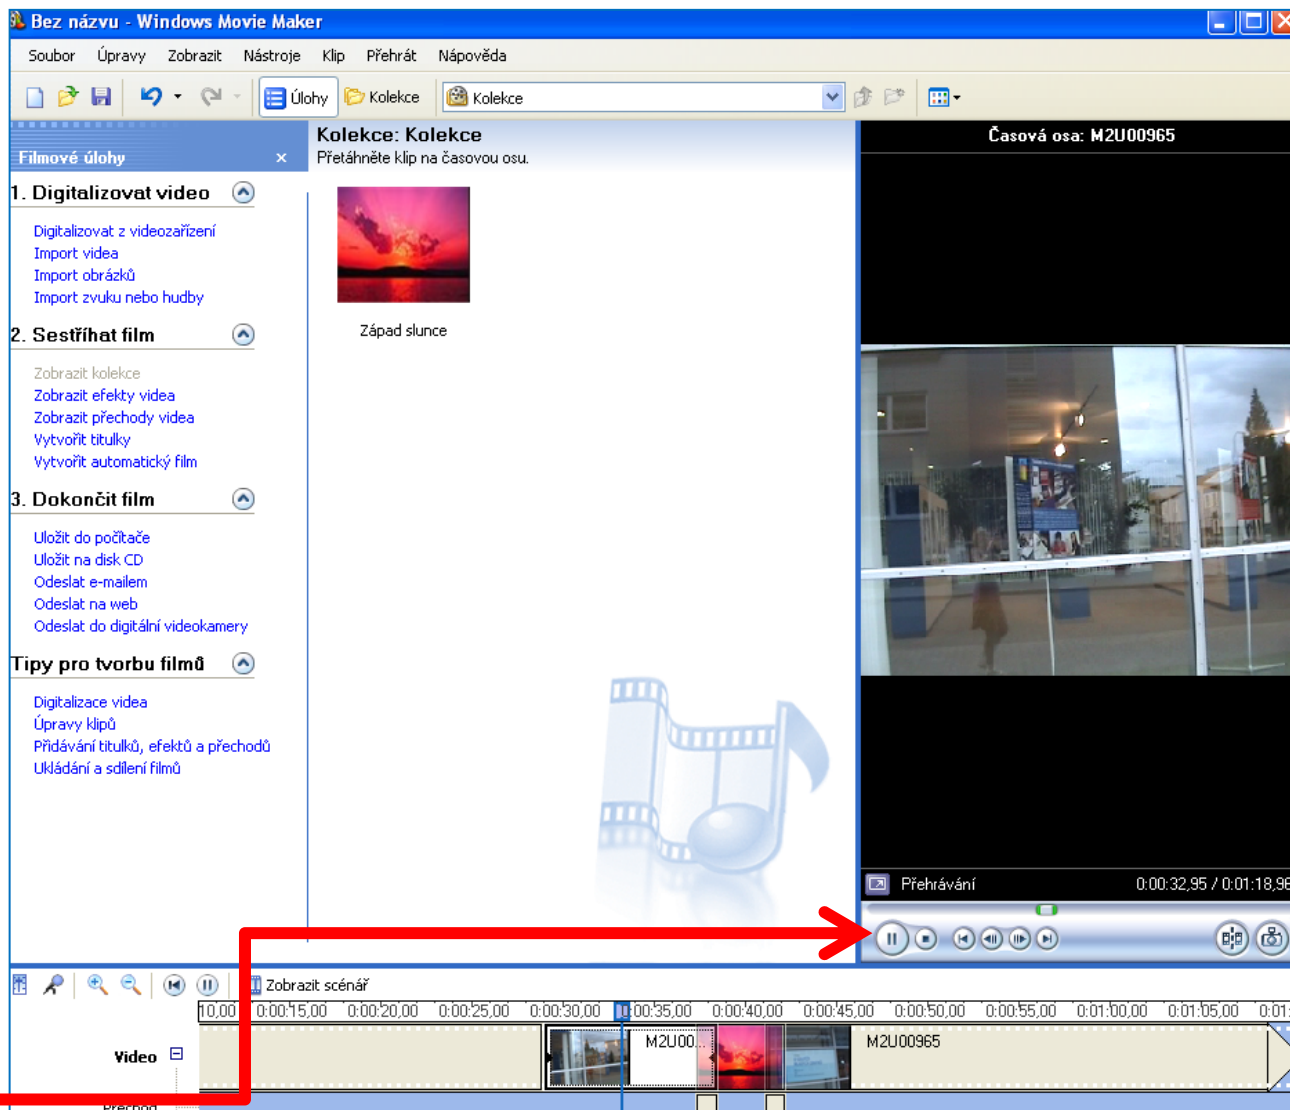 Bez názvu - Windows Movie Maker
Soubor Úpravy Zobrazit Nástroje Klip Přehrát Nápověda
Úlohy Kolekce Kolekce
Filmové úlohy
1. Digitalizovat video
Digitalizovat z videozařízení
Import videa
Import obrázků
Import zvuku nebo hudby
2. Sestříhat film
Zobrazit kolekce
Zobrazit efekty videa
Zobrazit přechody videa
Vytvořit titulky
Vytvořit automatický film
3. Dokončit film
Uložit do počítače
Uložit na disk CD
Odeslat e-mailem
Odeslat na web
Odeslat do digitální videokamery
Tipy pro tvorbu filmů
Digitalizace videa
Úpravy klipů
Přidávání titulků, efektů a přechodů
Ukládání a sdílení filmů
Kolekce: Kolekce
Přetáhněte klip na časovou osu.
Západ slunce
Časová osa: M2U00965
Přehrávání 0:00:32,95 / 0:01:18,96
Zobrazit scénář
10,00 0:00:15,00 0:00:20,00 0:00:25,00 0:00:30,00 0:00:35,00 0:00:40,00 0:00:45,00 0:00:50,00 0:00:55,00 0:01:00,00 0:01:05,00 0:01:
Video M2U00... M2U00965
Přechod